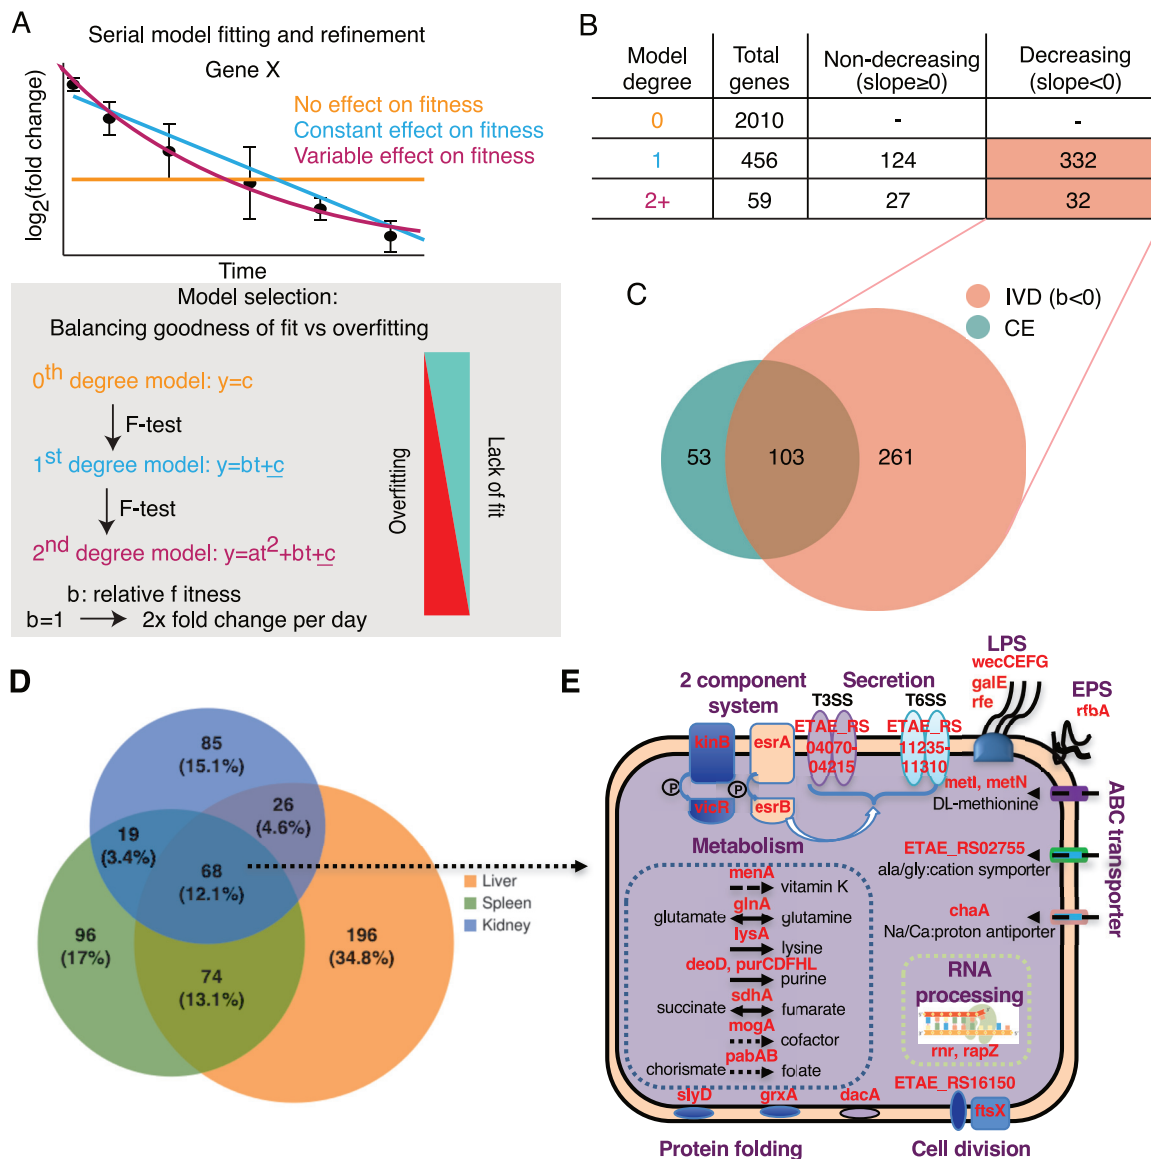 A
Serial model fitting and refinement
Gene X
No effect on fitness
Constant effect on fitness
Variable effect on fitness
log2(fold change)
Time
Model selection:
Balancing goodness of fit vs overfitting
0th degree model: y=c
F-test
1st degree model: y=bt+c
F-test
2nd degree model: y=at2+bt+c
b: relative f itness
b=1 2x fold change per day
Overfitting
Lack of fit
B
Model degree Total genes Non-decreasing (slope≥0) Decreasing (slope<0)
0 2010 - -
1 456 124 332
2+ 59 27 32
C
IVD (b<0)
CE
53 103 261
D
85
(15.1%)
26
(4.6%)
19
(3.4%)
68
(12.1%)
96
(17%)
74
(13.1%)
196
(34.8%)
Liver
Spleen
Kidney
E
2 component
system
kinB
esrA
P
P
vicR
esrB
Secretion
T3SS
T6SS
ETAE_RS
04070-
04215
ETAE_RS
11235-
11310
LPS
wecCEFG
galE
rfe
EPS
rfbA
metI, metN
DL-methionine
ETAE_RS02755
ala/gly:cation symporter
chaA
Na/Ca:proton antiporter
ABC transporter
Metabolism
menA
vitamin K
glnA
glutamate glutamine
lysA
lysine
deoD, purCDFHL
purine
sdhA
succinate fumarate
mogA
cofactor
pabAB
chorismate folate
RNA
processing
5'
3'
rnr, rapZ
slyD
grxA
dacA
ETAE_RS16150
ftsX
Protein folding
Cell division